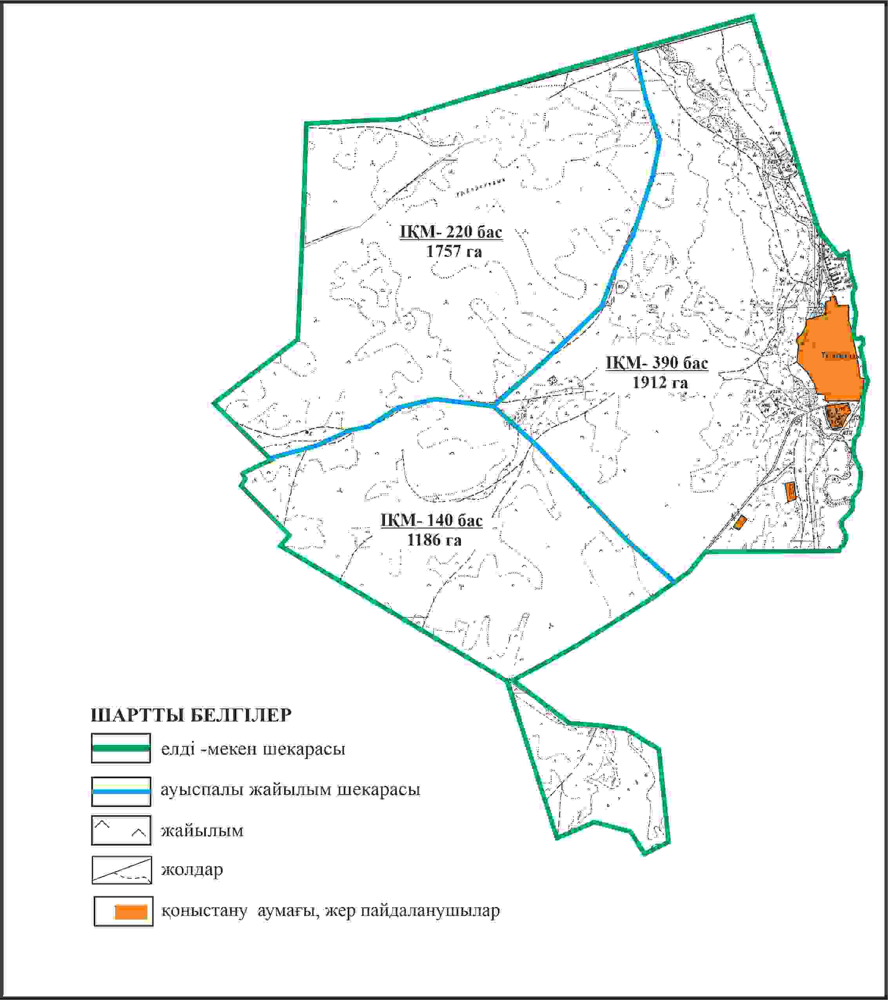 ІҚМ- 220 бас
1757 га
ІҚМ- 390 бас
1912 га
ІҚМ- 140 бас
1186 га
ШАРТТЫ БЕЛГІЛЕР
елді -мекен шекарасы
ауыспалы жайылым шекарасы
жайылым
жолдар
қоныстану аумағы, жер пайдаланушылар